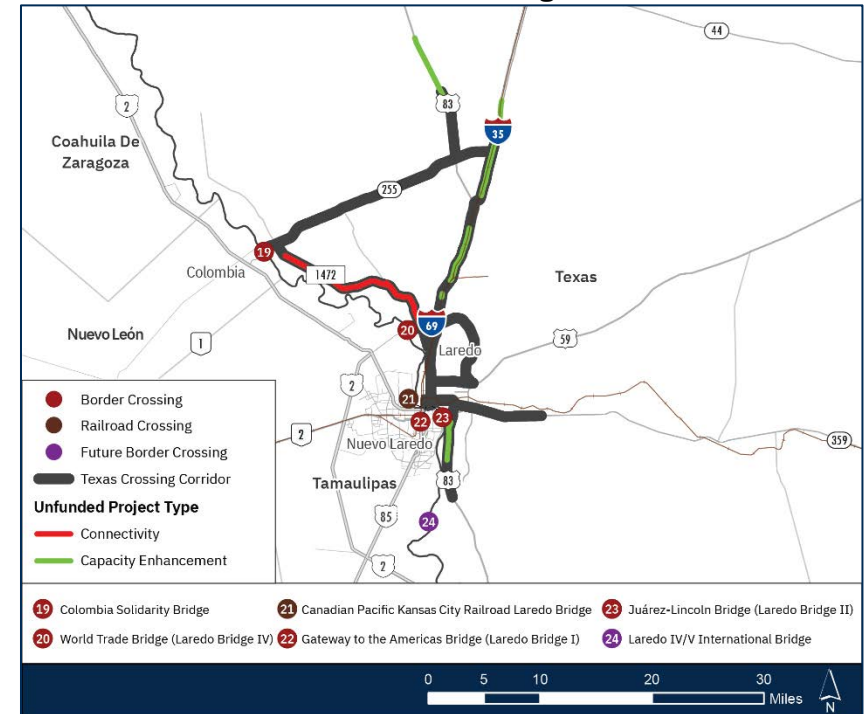 44
2
83
35
Coahuila De
Zaragoza
255
19
Colombia
1472
Texas
69
20
Nuevo León
1
Laredo
59
Border Crossing
Railroad Crossing
Future Border Crossing
Texas Crossing Corridor
Unfunded Project Type
Connectivity
Capacity Enhancement
2
21
22
23
2
Nuevo Laredo
359
Tamaulipas
83
85
24
2
19 Colombia Solidarity Bridge
21 Canadian Pacific Kansas City Railroad Laredo Bridge
23 Juárez-Lincoln Bridge (Laredo Bridge II)
20 World Trade Bridge (Laredo Bridge IV)
22 Gateway to the Americas Bridge (Laredo Bridge I)
24 Laredo IV/V International Bridge
0 5 10 20 30
Miles
N